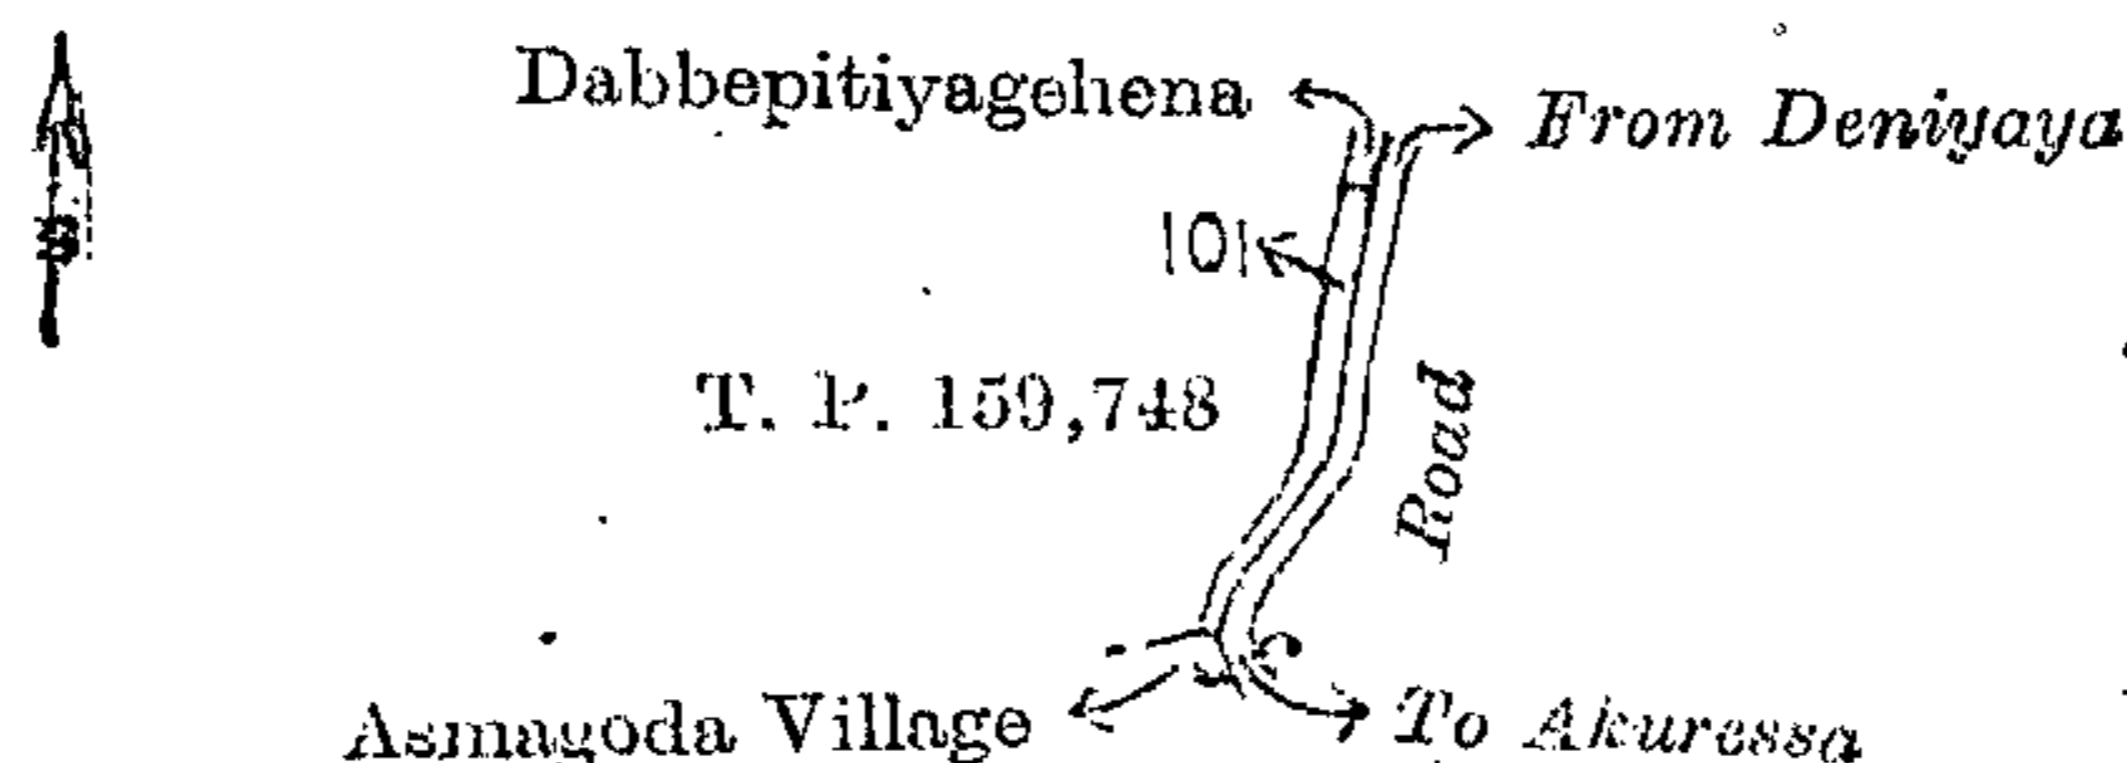 Dabbepitiyagehena
From Deniyaya
101
T. P. 159,748
Road
Asmagoda Village
To Akuressa